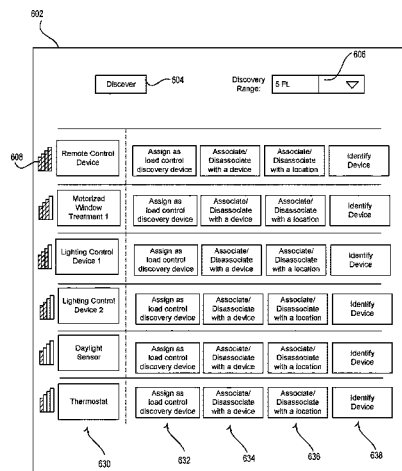 602
Discover
604
Discovery
Range:
5 Ft.
606
608
Remote Control
Device
Assign as
load control
discovery device
Associate/
Disassociate
with a device
Associate/
Disassociate
with a location
Identify
Device
Motorized
Window
Treatment 1
Assign as
load control
discovery device
Associate/
Disassociate
with a device
Associate/
Disassociate
with a location
Identify
Device
Lighting Control
Device 1
Assign as
load control
discovery device
Associate/
Disassociate
with a device
Associate/
Disassociate
with a location
Identify
Device
Lighting Control
Device 2
Assign as
load control
discovery device
Associate/
Disassociate
with a device
Associate/
Disassociate
with a location
Identify
Device
Daylight
Sensor
Assign as
load control
discovery device
Associate/
Disassociate
with a device
Associate/
Disassociate
with a location
Identify
Device
Thermostat
Assign as
load control
discovery device
Associate/
Disassociate
with a device
Associate/
Disassociate
with a location
Identify
Device
630
632
634
636
638